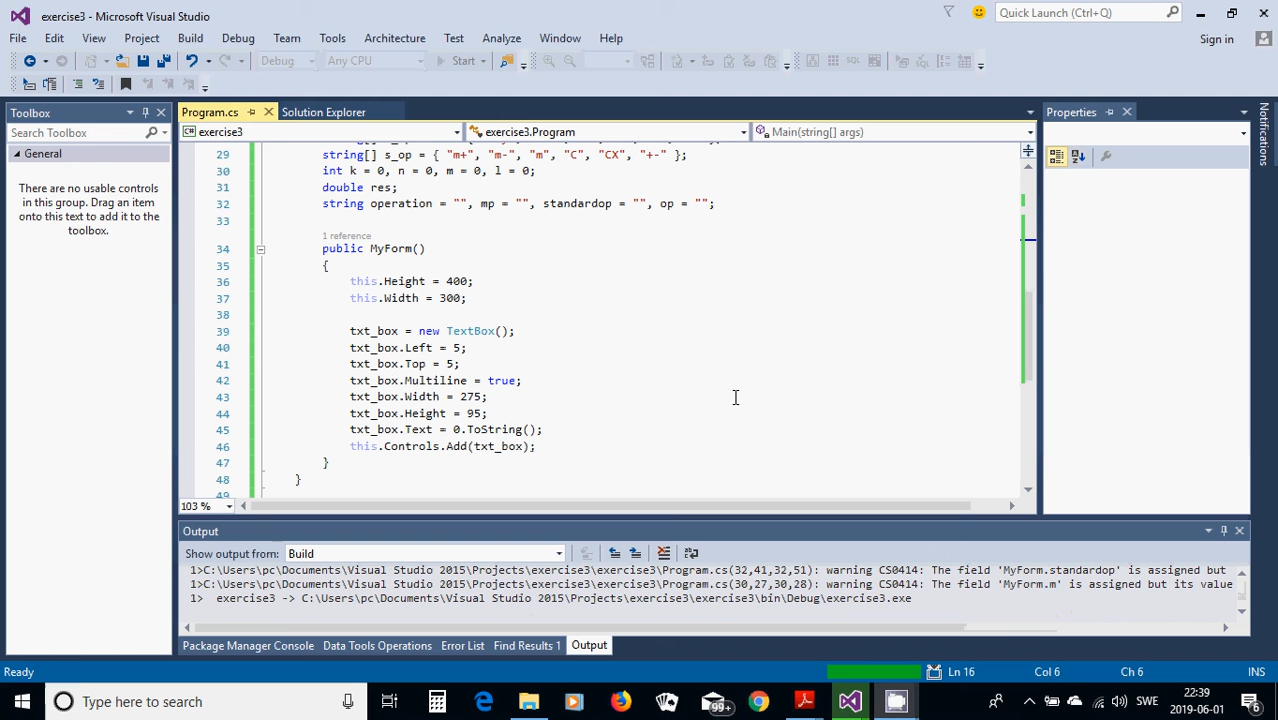 exercise3 - Microsoft Visual Studio
Quick Launch (Ctrl+Q)
File Edit View Project Build Debug Team Tools Architecture Test Analyze Window Help
Sign in
Debug Any CPU Start
Toolbox
Program.cs
Solution Explorer
Properties
Notifications
Search Toolbox
exercise3
exercise3.Program
Main(string[] args)
General
There are no usable controls
in this group. Drag an item
onto this text to add it to the
toolbox.
29 string[] s_op = { "m+", "m-", "m", "C", "CX", "+-" };
30 int k = 0, n = 0, m = 0, l = 0;
31 double res;
32 string operation = "", mp = "", standardop = "", op = "";
33
1 reference
34 public MyForm()
35 {
36 this.Height = 400;
37 this.Width = 300;
38
39 txt_box = new TextBox();
40 txt_box.Left = 5;
41 txt_box.Top = 5;
42 txt_box.Multiline = true;
43 txt_box.Width = 275;
44 txt_box.Height = 95;
45 txt_box.Text = 0.ToString();
46 this.Controls.Add(txt_box);
47 }
48 }
49
103 %
Output
Show output from: Build
1>C:\Users\pc\Documents\Visual Studio 2015\Projects\exercise3\exercise3\Program.cs(32,41,32,51): warning CS0414: The field 'MyForm.standardop' is assigned but
1>C:\Users\pc\Documents\Visual Studio 2015\Projects\exercise3\exercise3\Program.cs(30,27,30,28): warning CS0414: The field 'MyForm.m' is assigned but its value
1> exercise3 -> C:\Users\pc\Documents\Visual Studio 2015\Projects\exercise3\exercise3\bin\Debug\exercise3.exe
Package Manager Console Data Tools Operations Error List Find Results 1 Output
Ready
Ln 16 Col 6 Ch 6 INS
Type here to search
99+
SWE
22:39
2019-06-01
6